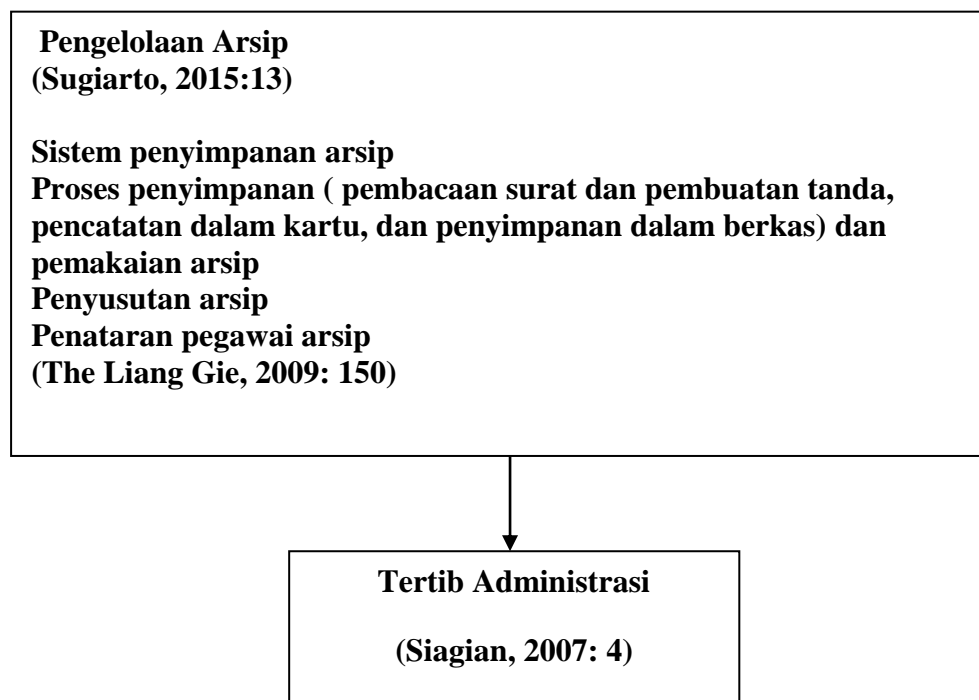 Pengelolaan Arsip
(Sugiarto, 2015:13)
Sistem penyimpanan arsip
Proses penyimpanan ( pembacaan surat dan pembuatan tanda,
pencatatan dalam kartu, dan penyimpanan dalam berkas) dan
pemakaian arsip
Penyusutan arsip
Penataran pegawai arsip
(The Liang Gie, 2009: 150)
Tertib Administrasi
(Siagian, 2007: 4)